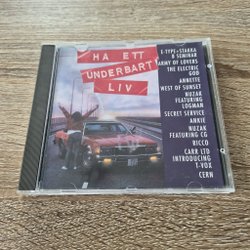 HA ETT
UNDERBART
LIV
E-TYPE+STAKKA
B SEMINAR
ARMY OF LOVERS
THE ELECTRIC
GOD
ANNETTE
WEST OF SUNSET
NUZAK
FEATURING
LOGMAN
SECRET SERVICE
ANKIE
NUZAK
FEATURING CG
RICCO
CARR LTD
INTRODUCING
T-VOX
CERN